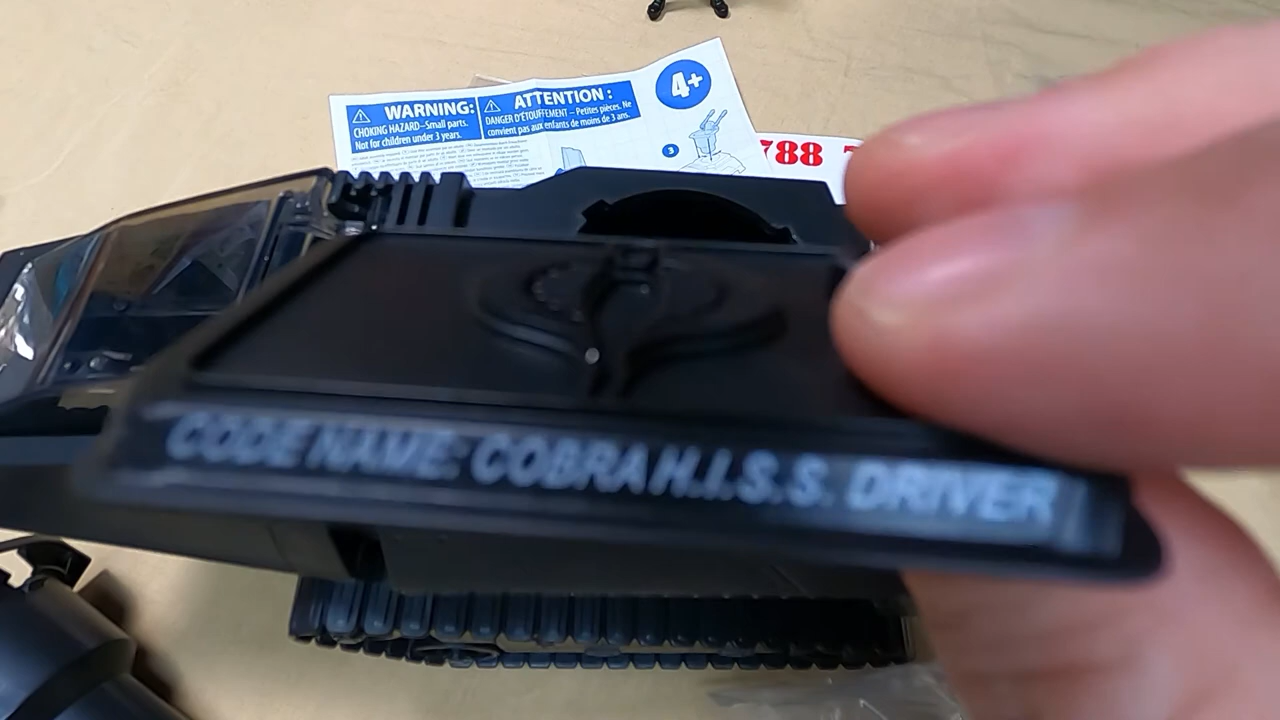 WARNING:
CHOKING HAZARD–Small parts.
Not for children under 3 years.
ATTENTION :
DANGER D'ÉTOUFFEMENT – Petites pièces. Ne
convient pas aux enfants de moins de 3 ans.
4+
3
788
CODE NAME: COBRA H.I.S.S. DRIVER